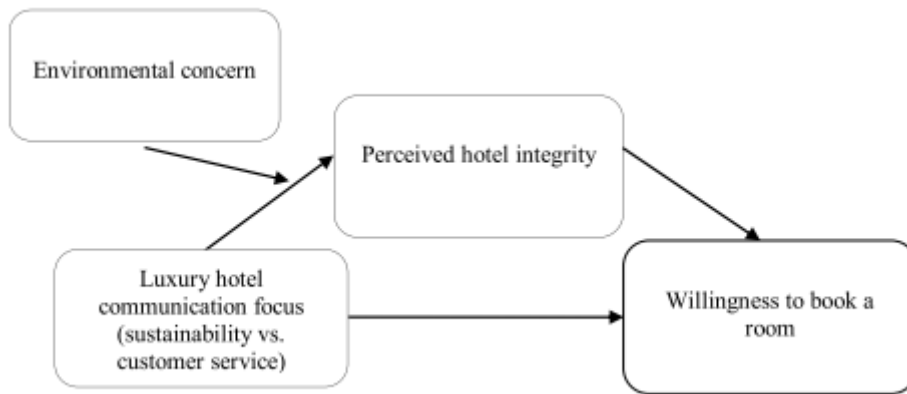 Environmental concern
Perceived hotel integrity
Luxury hotel
communication focus
(sustainability vs.
customer service)
Willingness to book a
room